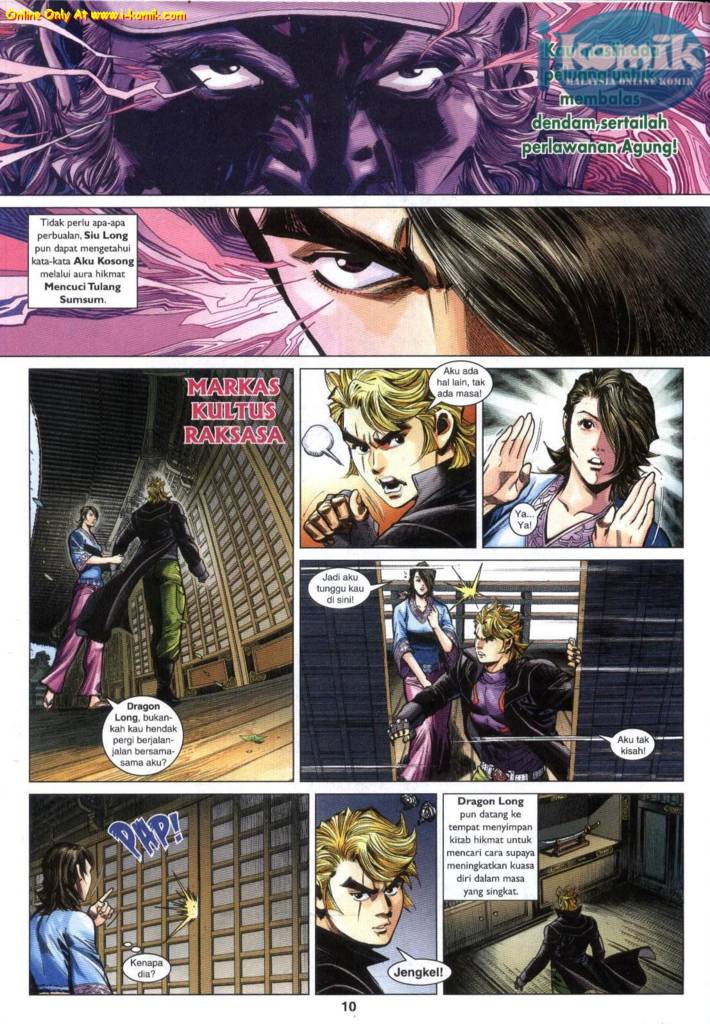 Online Only At www.i-komik.com
i-komik
MALAYSIA ONLINE KOMIK
Kau masih ada
peluang untuk
membalas
dendam,sertailah
perlawanan Agung!
Tidak perlu apa-apa
perbualan, Siu Long
pun dapat mengetahui
kata-kata Aku Kosong
melalui aura hikmat
Mencuci Tulang
Sumsum.
MARKAS
KULTUS
RAKSASA
Dragon
Long, bukan-
kah kau hendak
pergi berjalan-
jalan bersama-
sama aku?
Aku ada
hal lain, tak
ada masa!
Ya...
Ya!
Jadi aku
tunggu kau
di sini!
Aku tak
kisah!
PAP!
Kenapa
dia?
Jengkel!
Dragon Long
pun datang ke
tempat menyimpan
kitab hikmat untuk
mencari cara supaya
meningkatkan kuasa
diri dalam masa
yang singkat.
10